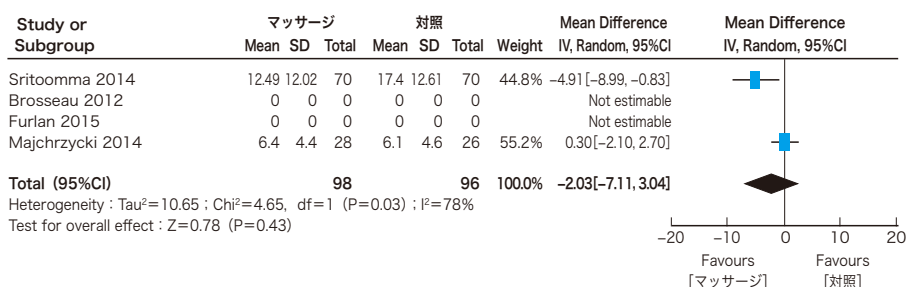 Study or マッサージ 対照 Mean Difference Mean Difference
Subgroup Mean SD Total Mean SD Total Weight IV, Random, 95%CI IV, Random, 95%CI
Sritoomma 2014 12.49 12.02 70 17.4 12.61 70 44.8% −4.91[−8.99, −0.83]
Brosseau 2012 0 0 0 0 0 0 Not estimable
Furlan 2015 0 0 0 0 0 0 Not estimable
Majchrzycki 2014 6.4 4.4 28 6.1 4.6 26 55.2% 0.30[−2.10, 2.70]
Total (95%CI) 98 96 100.0% −2.03[−7.11, 3.04]
Heterogeneity：Tau²=10.65；Chi²=4.65, df=1 (P=0.03)；I²=78%
Test for overall effect：Z=0.78 (P=0.43)
−20 −10 0 10 20
Favours Favours
[マッサージ] [対照]